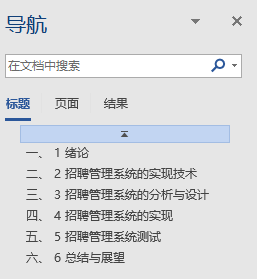 导航
在文档中搜索
标题 页面 结果
一、 1 绪论
二、 2 招聘管理系统的实现技术
三、 3 招聘管理系统的分析与设计
四、 4 招聘管理系统的实现
五、 5 招聘管理系统测试
六、 6 总结与展望